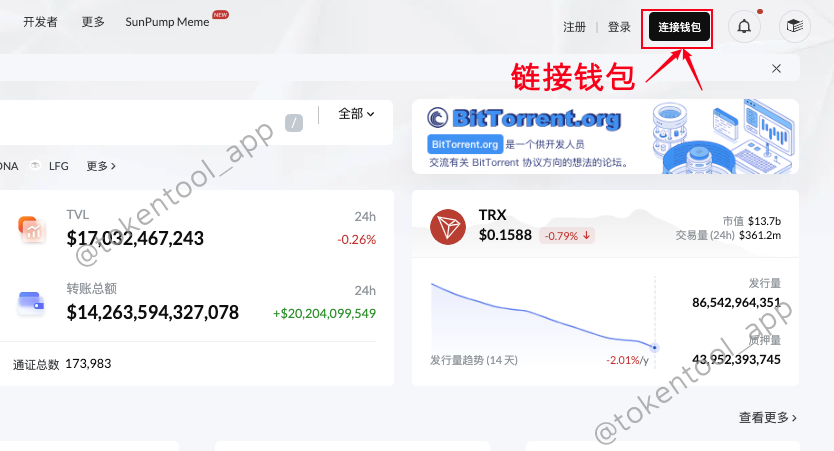 开发者 更多 SunPump Meme NEW 注册 | 登录 连接钱包
链接钱包
/ 全部
BitTorrent.org
BitTorrent.org 是一个供开发人员
交流有关 BitTorrent 协议方向的想法的论坛。
DNA LFG 更多
@tokentool_app
TVL 24h
$17,032,467,243 -0.26%
转账总额 24h
$14,263,594,327,078 +$20,204,099,549
通证总数 173,983
TRX 市值 $13.7b
$0.1588 -0.79% 交易量 (24h) $361.2m
发行量
86,542,964,351
质押量
43,952,393,745
发行量趋势 (14 天) -2.01%/y
@tokentool_app
查看更多